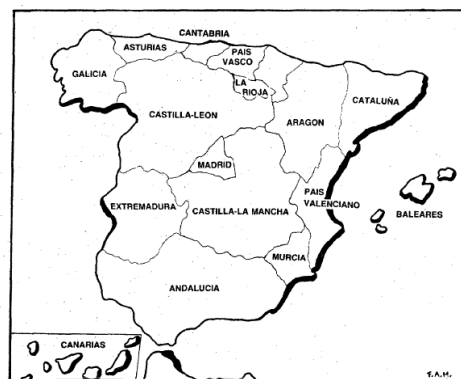 CANTABRIA
ASTURIAS
PAIS
VASCO
GALICIA
LA
RIOJA
CATALUÑA
CASTILLA-LEON
ARAGON
MADRID
PAIS
VALENCIANO
EXTREMADURA
CASTILLA-LA MANCHA
BALEARES
MURCIA
ANDALUCIA
CANARIAS
F.A.M.